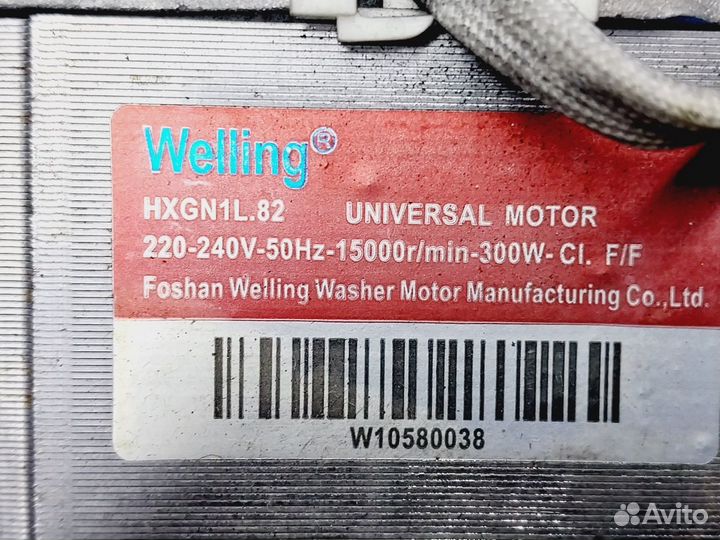 Welling®
HXGN1L.82 UNIVERSAL MOTOR
220-240V-50Hz-15000r/min-300W- Cl. F/F
Foshan Welling Washer Motor Manufacturing Co.,Ltd.
W10580038
Avito